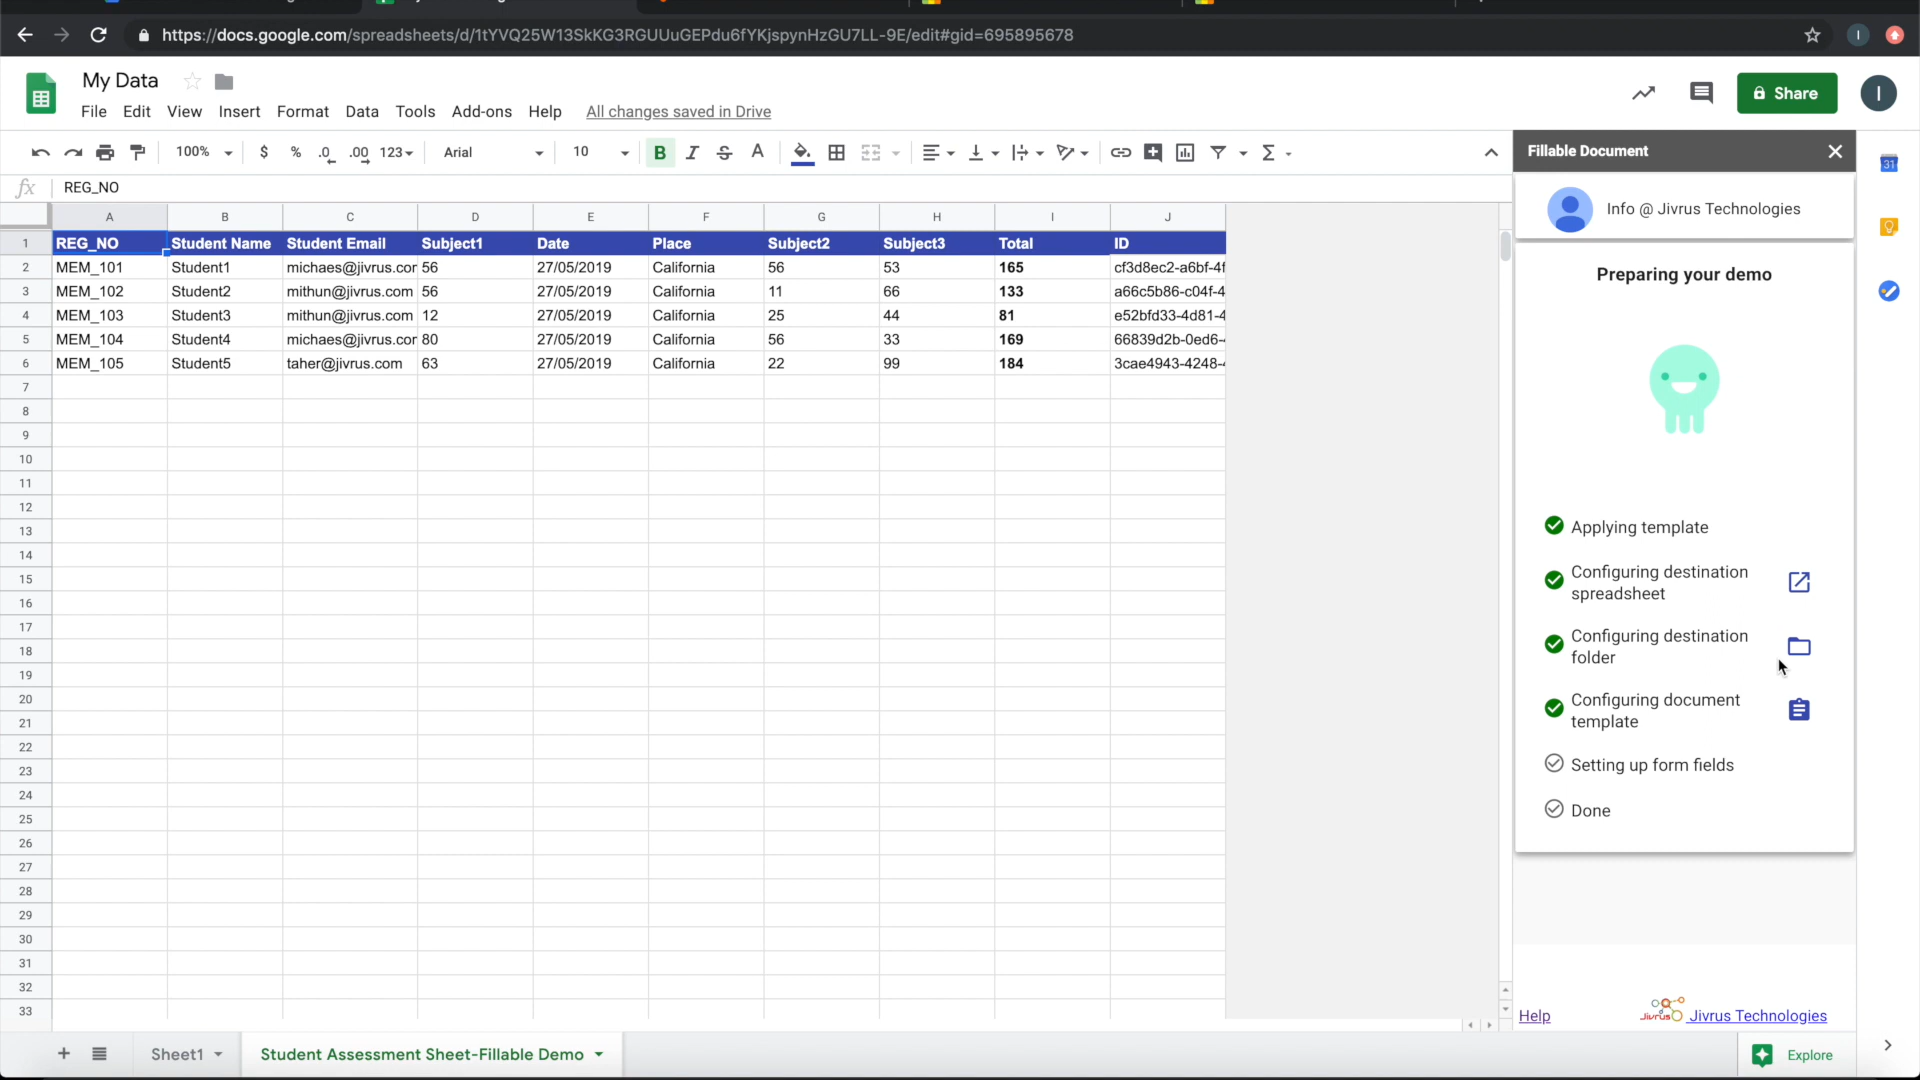 https://docs.google.com/spreadsheets/d/1tYVQ25W13SkKG3RGUUuGEPdu6fYKjspynHzGU7LL-9E/edit#gid=695895678
My Data
File Edit View Insert Format Data Tools Add-ons Help All changes saved in Drive
Share
I
100% $ % .0 .00 123 Arial 10 B I S A
fx REG_NO
A B C D E F G H I J
1 REG_NO Student Name Student Email Subject1 Date Place Subject2 Subject3 Total ID
2 MEM_101 Student1 michaes@jivrus.cor 56 27/05/2019 California 56 53 165 cf3d8ec2-a6bf-4f
3 MEM_102 Student2 mithun@jivrus.com 56 27/05/2019 California 11 66 133 a66c5b86-c04f-4
4 MEM_103 Student3 mithun@jivrus.com 12 27/05/2019 California 25 44 81 e52bfd33-4d81-4
5 MEM_104 Student4 michaes@jivrus.cor 80 27/05/2019 California 56 33 169 66839d2b-0ed6-
6 MEM_105 Student5 taher@jivrus.com 63 27/05/2019 California 22 99 184 3cae4943-4248-
7
8
9
10
11
12
13
14
15
16
17
18
19
20
21
22
23
24
25
26
27
28
29
30
31
32
33
Sheet1 Student Assessment Sheet-Fillable Demo
Fillable Document
Info @ Jivrus Technologies
Preparing your demo
Applying template
Configuring destination
spreadsheet
Configuring destination
folder
Configuring document
template
Setting up form fields
Done
Help Jivrus Jivrus Technologies
Explore
31